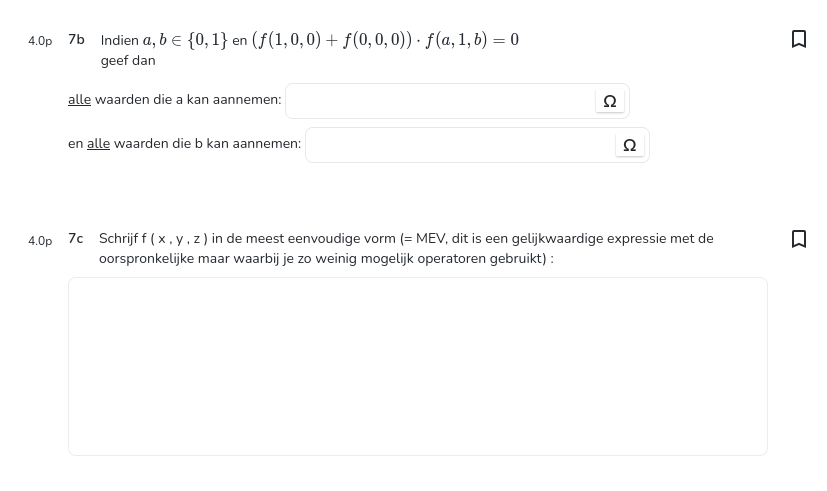 4.0p 7b Indien a, b ∈ {0, 1} en (f(1, 0, 0) + f(0, 0, 0)) · f(a, 1, b) = 0
geef dan
alle waarden die a kan aannemen: Ω
en alle waarden die b kan aannemen: Ω
4.0p 7c Schrijf f ( x , y , z ) in de meest eenvoudige vorm (= MEV, dit is een gelijkwaardige expressie met de
oorspronkelijke maar waarbij je zo weinig mogelijk operatoren gebruikt) :